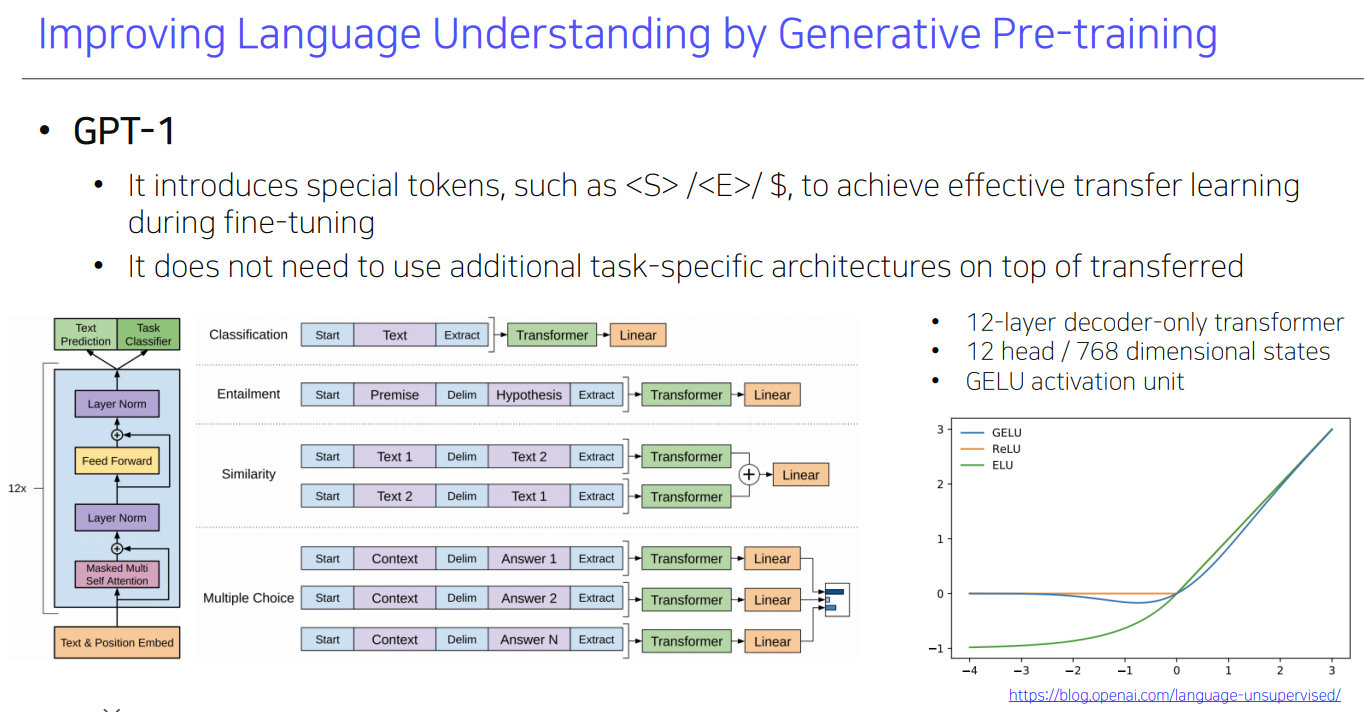 Improving Language Understanding by Generative Pre-training
• GPT-1
• It introduces special tokens, such as <S> /<E>/ $, to achieve effective transfer learning
during fine-tuning
• It does not need to use additional task-specific architectures on top of transferred
Text
Prediction
Task
Classifier
Layer Norm
Feed Forward
12x
Layer Norm
Masked Multi
Self Attention
Text & Position Embed
Classification
Start Text Extract Transformer Linear
Entailment
Start Premise Delim Hypothesis Extract Transformer Linear
Similarity
Start Text 1 Delim Text 2 Extract Transformer
Linear
Start Text 2 Delim Text 1 Extract Transformer
Multiple Choice
Start Context Delim Answer 1 Extract Transformer Linear
Start Context Delim Answer 2 Extract Transformer Linear
Start Context Delim Answer N Extract Transformer Linear
• 12-layer decoder-only transformer
• 12 head / 768 dimensional states
• GELU activation unit
GELU
ReLU
ELU
3
2
1
0
−1
−4 −3 −2 −1 0 1 2 3
https://blog.openai.com/language-unsupervised/